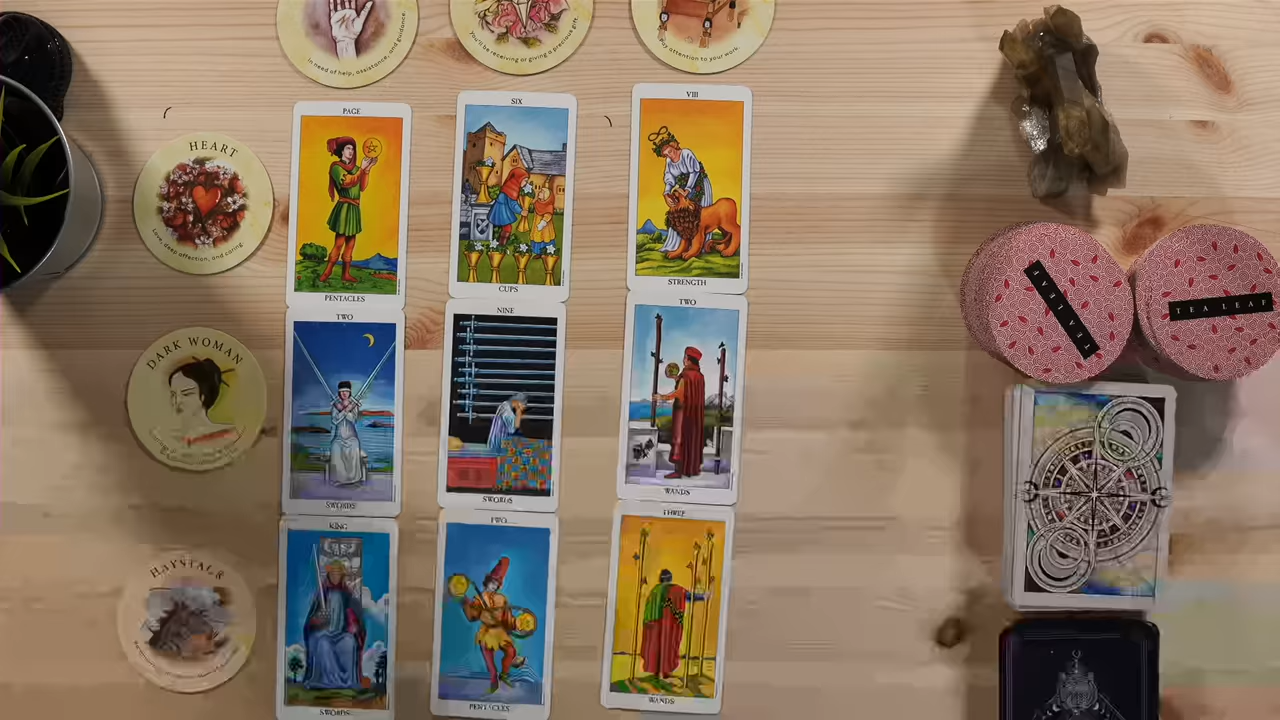 In need of help, assistance, and guidance.
you'll be receiving or giving a precious gift.
Pay attention to your work.
HEART
Love, deep affection, and caring.
PAGE
PENTACLES
SIX
CUPS
VIII
STRENGTH
TEA LEAF
TEA LEAF
DARK WOMAN
TWO
SWORDS
NINE
SWORDS
TWO
WANDS
HAYSTACK
KING
SWORDS
TWO
PENTACLES
THREE
WANDS